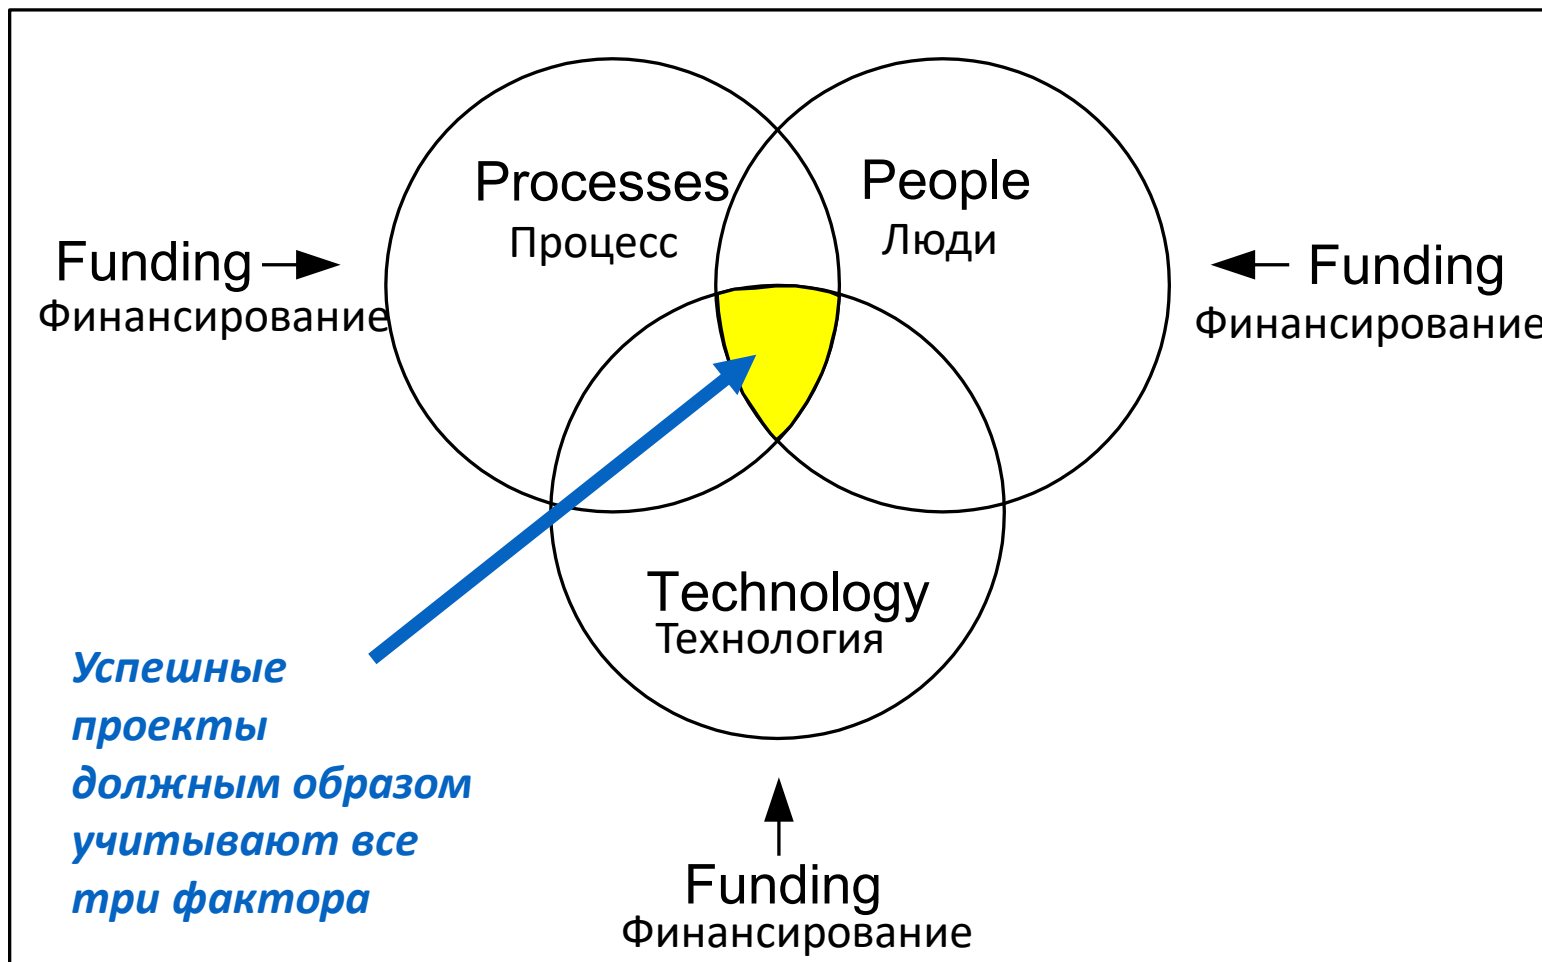 Processes
Процесс
People
Люди
Funding
Финансирование
Funding
Финансирование
Technology
Технология
Успешные
проекты
должным образом
учитывают все
три фактора
Funding
Финансирование